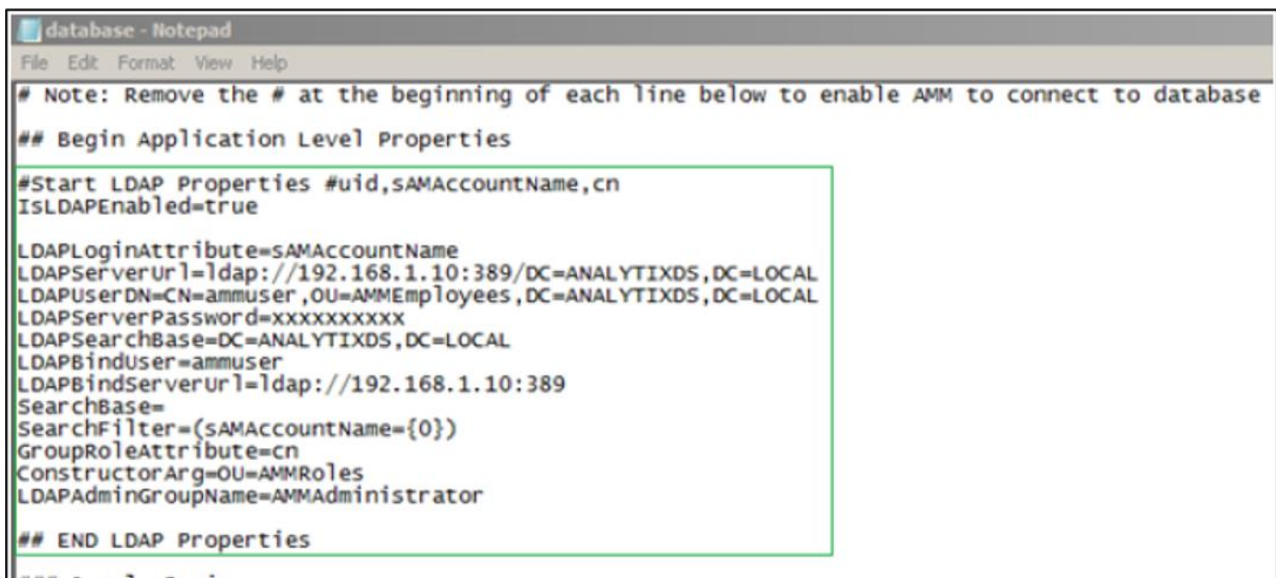 database - Notepad
File Edit Format View Help
# Note: Remove the # at the beginning of each line below to enable AMM to connect to database
## Begin Application Level Properties
#Start LDAP Properties #uid,sAMAccountName,cn
IsLDAPEnabled=true
LDAPLoginAttribute=sAMAccountName
LDAPServerUrl=ldap://192.168.1.10:389/DC=ANALYTIXDS,DC=LOCAL
LDAPUserDN=CN=ammuser,OU=AMMEmployees,DC=ANALYTIXDS,DC=LOCAL
LDAPServerPassword=xxxxxxxxxx
LDAPSearchBase=DC=ANALYTIXDS,DC=LOCAL
LDAPBindUser=ammuser
LDAPBindServerUrl=ldap://192.168.1.10:389
SearchBase=
SearchFilter=(sAMAccountName={0})
GroupRoleAttribute=cn
ConstructorArg=OU=AMMRoles
LDAPAdminGroupName=AMMAdministrator
## END LDAP Properties